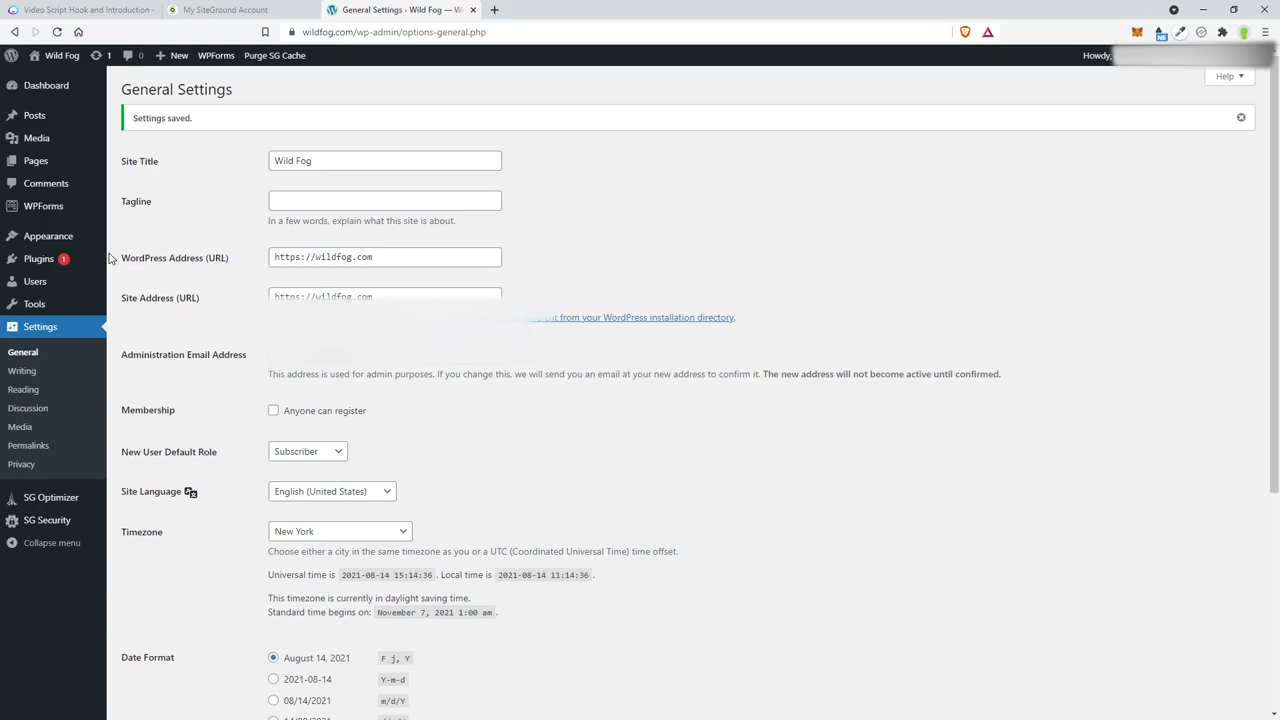 Video Script Hook and Introduction -
My SiteGround Account
General Settings ‹ Wild Fog — W
wildfog.com/wp-admin/options-general.php
Wild Fog
1
0
New
WPForms
Purge SG Cache
Howdy,
Dashboard
Posts
Media
Pages
Comments
WPForms
Appearance
Plugins 1
Users
Tools
Settings
General
Writing
Reading
Discussion
Media
Permalinks
Privacy
SG Optimizer
SG Security
Collapse menu
Help
General Settings
Settings saved.
Site Title
Wild Fog
Tagline
In a few words, explain what this site is about.
WordPress Address (URL)
https://wildfog.com
Site Address (URL)
https://wildfog.com
from your WordPress installation directory.
Administration Email Address
This address is used for admin purposes. If you change this, we will send you an email at your new address to confirm it. The new address will not become active until confirmed.
Membership
Anyone can register
New User Default Role
Subscriber
Site Language
English (United States)
Timezone
New York
Choose either a city in the same timezone as you or a UTC (Coordinated Universal Time) time offset.
Universal time is 2021-08-14 15:14:36 . Local time is 2021-08-14 11:14:36 .
This timezone is currently in daylight saving time.
Standard time begins on: November 7, 2021 1:00 am .
Date Format
August 14, 2021 F j, Y
2021-08-14 Y-m-d
08/14/2021 m/d/Y